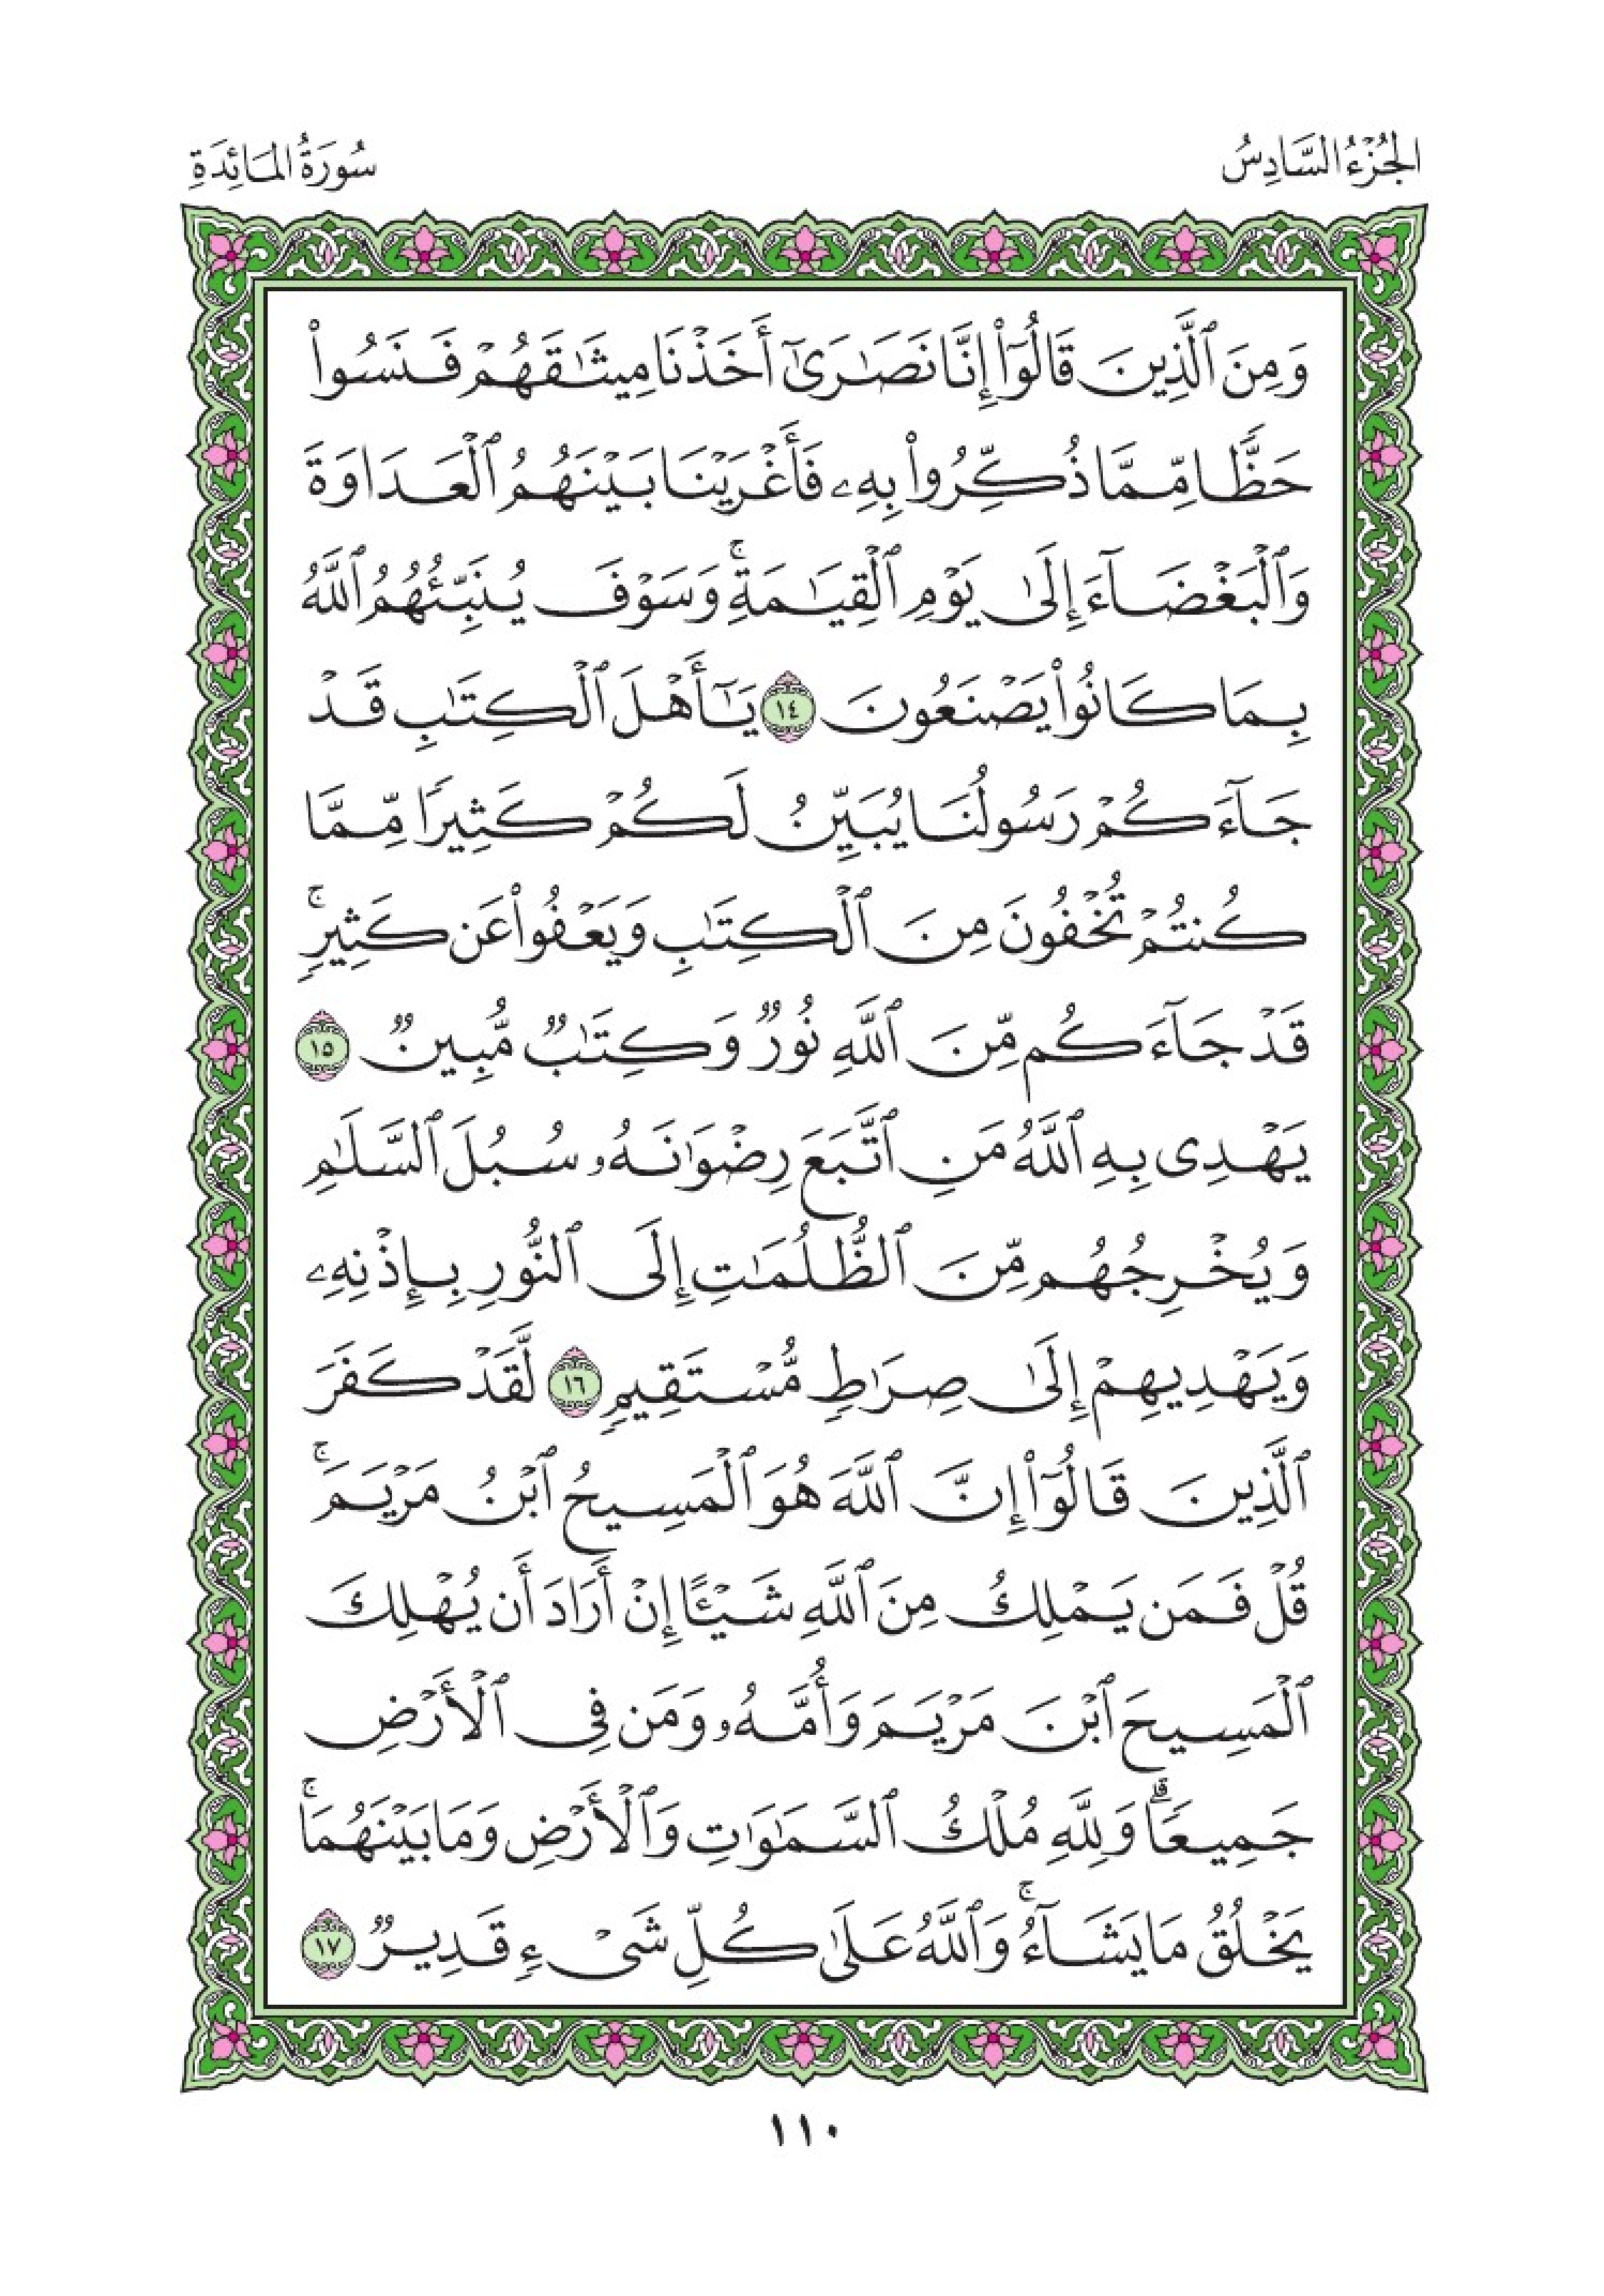 الجُزْءُ السَّادِسُ
سُورَةُ المَائِدَةِ
وَمِنَ ٱلَّذِينَ قَالُوٓا۟ إِنَّا نَصَـٰرَىٰٓ أَخَذْنَا مِيثَـٰقَهُمْ فَنَسُوا۟
حَظًّا مِّمَّا ذُكِّرُوا۟ بِهِۦ فَأَغْرَيْنَا بَيْنَهُمُ ٱلْعَدَاوَةَ
وَٱلْبَغْضَآءَ إِلَىٰ يَوْمِ ٱلْقِيَـٰمَةِ ۚ وَسَوْفَ يُنَبِّئُهُمُ ٱللَّهُ
بِمَا كَانُوا۟ يَصْنَعُونَ ١٤ يَـٰٓأَهْلَ ٱلْكِتَـٰبِ قَدْ
جَآءَكُمْ رَسُولُنَا يُبَيِّنُ لَكُمْ كَثِيرًا مِّمَّا
كُنتُمْ تُخْفُونَ مِنَ ٱلْكِتَـٰبِ وَيَعْفُوا۟ عَن كَثِيرٍ ۚ
قَدْ جَآءَكُم مِّنَ ٱللَّهِ نُورٌ وَكِتَـٰبٌ مُّبِينٌ ١٥
يَهْدِى بِهِ ٱللَّهُ مَنِ ٱتَّبَعَ رِضْوَٰنَهُۥ سُبُلَ ٱلسَّلَـٰمِ
وَيُخْرِجُهُم مِّنَ ٱلظُّلُمَـٰتِ إِلَى ٱلنُّورِ بِإِذْنِهِۦ
وَيَهْدِيهِمْ إِلَىٰ صِرَٰطٍ مُّسْتَقِيمٍ ١٦ لَّقَدْ كَفَرَ
ٱلَّذِينَ قَالُوٓا۟ إِنَّ ٱللَّهَ هُوَ ٱلْمَسِيحُ ٱبْنُ مَرْيَمَ ۚ
قُلْ فَمَن يَمْلِكُ مِنَ ٱللَّهِ شَيْـًٔا إِنْ أَرَادَ أَن يُهْلِكَ
ٱلْمَسِيحَ ٱبْنَ مَرْيَمَ وَأُمَّهُۥ وَمَن فِى ٱلْأَرْضِ
جَمِيعًا ۗ وَلِلَّهِ مُلْكُ ٱلسَّمَـٰوَٰتِ وَٱلْأَرْضِ وَمَا بَيْنَهُمَا ۚ
يَخْلُقُ مَا يَشَآءُ ۚ وَٱللَّهُ عَلَىٰ كُلِّ شَىْءٍ قَدِيرٌ ١٧
١١٠